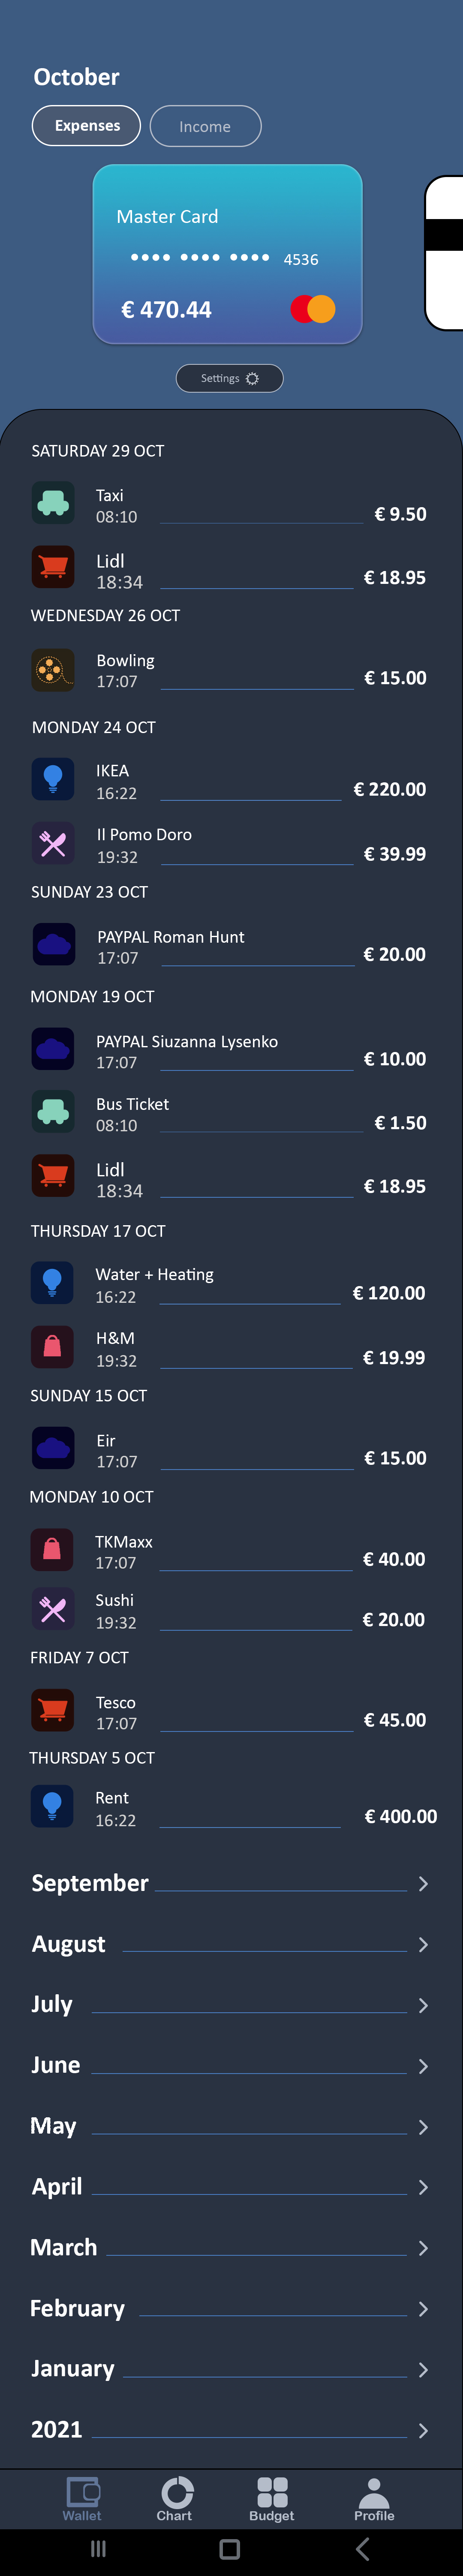 October
Expenses
Income
Master Card
•••• •••• •••• 4536
€ 470.44
Settings
SATURDAY 29 OCT
Taxi
08:10
€ 9.50
Lidl
18:34
€ 18.95
WEDNESDAY 26 OCT
Bowling
17:07
€ 15.00
MONDAY 24 OCT
IKEA
16:22
€ 220.00
Il Pomo Doro
19:32
€ 39.99
SUNDAY 23 OCT
PAYPAL Roman Hunt
17:07
€ 20.00
MONDAY 19 OCT
PAYPAL Siuzanna Lysenko
17:07
€ 10.00
Bus Ticket
08:10
€ 1.50
Lidl
18:34
€ 18.95
THURSDAY 17 OCT
Water + Heating
16:22
€ 120.00
H&M
19:32
€ 19.99
SUNDAY 15 OCT
Eir
17:07
€ 15.00
MONDAY 10 OCT
TKMaxx
17:07
€ 40.00
Sushi
19:32
€ 20.00
FRIDAY 7 OCT
Tesco
17:07
€ 45.00
THURSDAY 5 OCT
Rent
16:22
€ 400.00
September
August
July
June
May
April
March
February
January
2021
Wallet
Chart
Budget
Profile